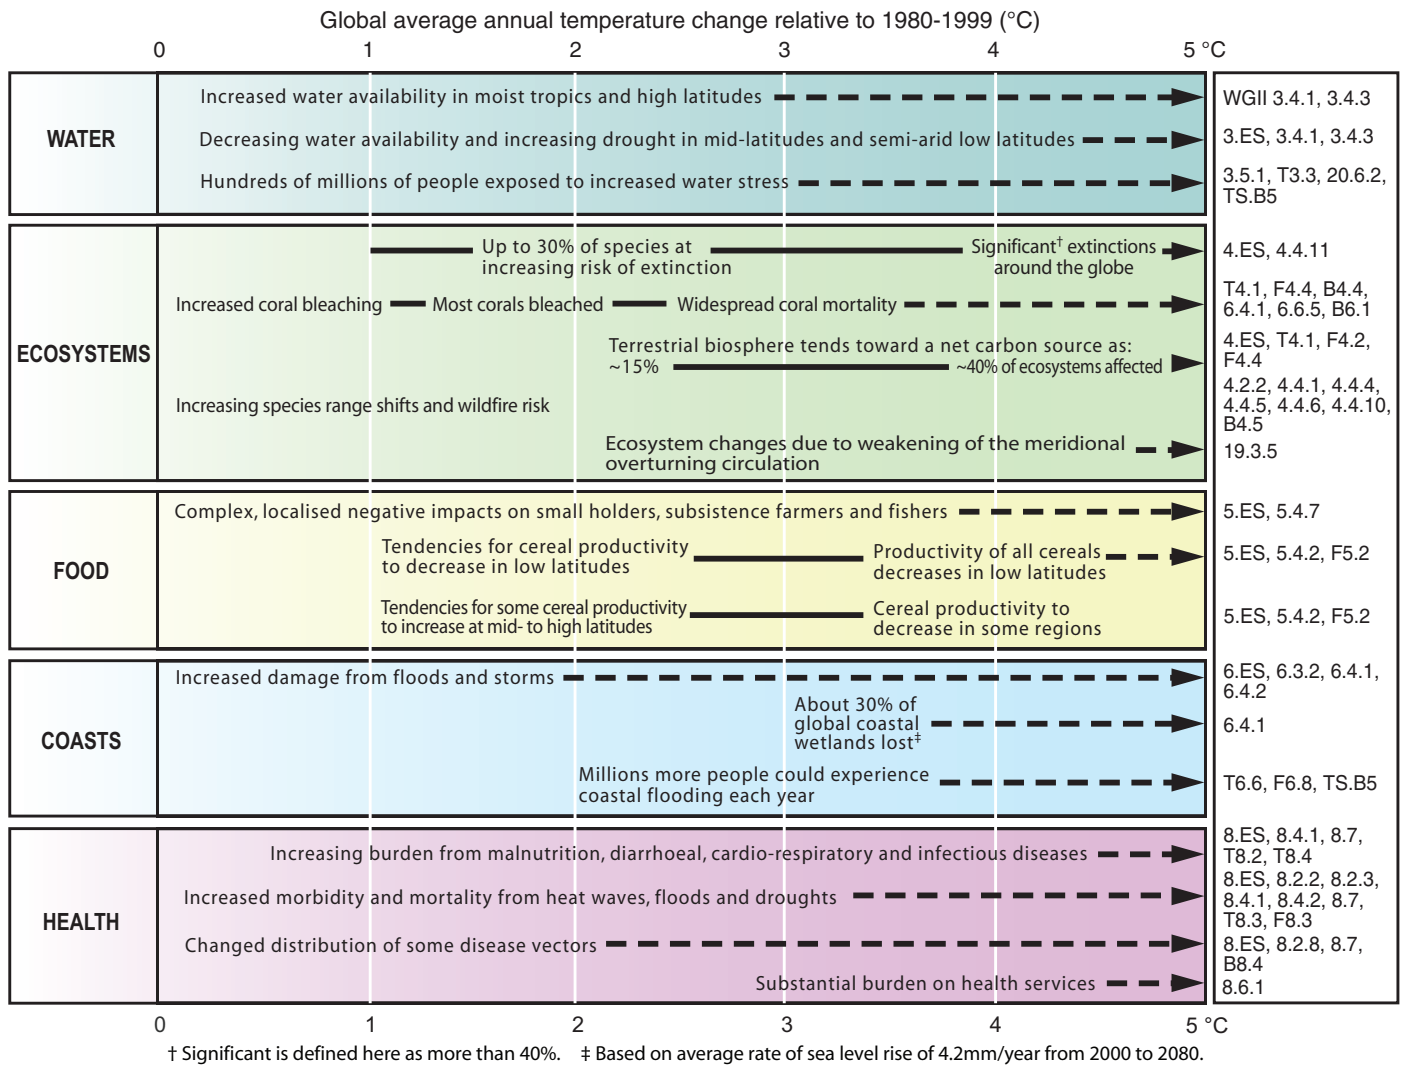 Global average annual temperature change relative to 1980-1999 (°C)
0 1 2 3 4 5 °C
WATER
Increased water availability in moist tropics and high latitudes
WGII 3.4.1, 3.4.3
Decreasing water availability and increasing drought in mid-latitudes and semi-arid low latitudes
3.ES, 3.4.1, 3.4.3
Hundreds of millions of people exposed to increased water stress
3.5.1, T3.3, 20.6.2,
TS.B5
ECOSYSTEMS
Up to 30% of species at
increasing risk of extinction
Significant† extinctions
around the globe
4.ES, 4.4.11
Increased coral bleaching
Most corals bleached
Widespread coral mortality
T4.1, F4.4, B4.4,
6.4.1, 6.6.5, B6.1
Terrestrial biosphere tends toward a net carbon source as:
~15%
~40% of ecosystems affected
4.ES, T4.1, F4.2,
F4.4
Increasing species range shifts and wildfire risk
4.2.2, 4.4.1, 4.4.4,
4.4.5, 4.4.6, 4.4.10,
B4.5
Ecosystem changes due to weakening of the meridional
overturning circulation
19.3.5
FOOD
Complex, localised negative impacts on small holders, subsistence farmers and fishers
5.ES, 5.4.7
Tendencies for cereal productivity
to decrease in low latitudes
Productivity of all cereals
decreases in low latitudes
5.ES, 5.4.2, F5.2
Tendencies for some cereal productivity
to increase at mid- to high latitudes
Cereal productivity to
decrease in some regions
5.ES, 5.4.2, F5.2
COASTS
Increased damage from floods and storms
6.ES, 6.3.2, 6.4.1,
6.4.2
About 30% of
global coastal
wetlands lost‡
6.4.1
Millions more people could experience
coastal flooding each year
T6.6, F6.8, TS.B5
HEALTH
Increasing burden from malnutrition, diarrhoeal, cardio-respiratory and infectious diseases
8.ES, 8.4.1, 8.7,
T8.2, T8.4
Increased morbidity and mortality from heat waves, floods and droughts
8.ES, 8.2.2, 8.2.3,
8.4.1, 8.4.2, 8.7,
T8.3, F8.3
Changed distribution of some disease vectors
8.ES, 8.2.8, 8.7,
B8.4
Substantial burden on health services
8.6.1
0 1 2 3 4 5 °C
† Significant is defined here as more than 40%. ‡ Based on average rate of sea level rise of 4.2mm/year from 2000 to 2080.